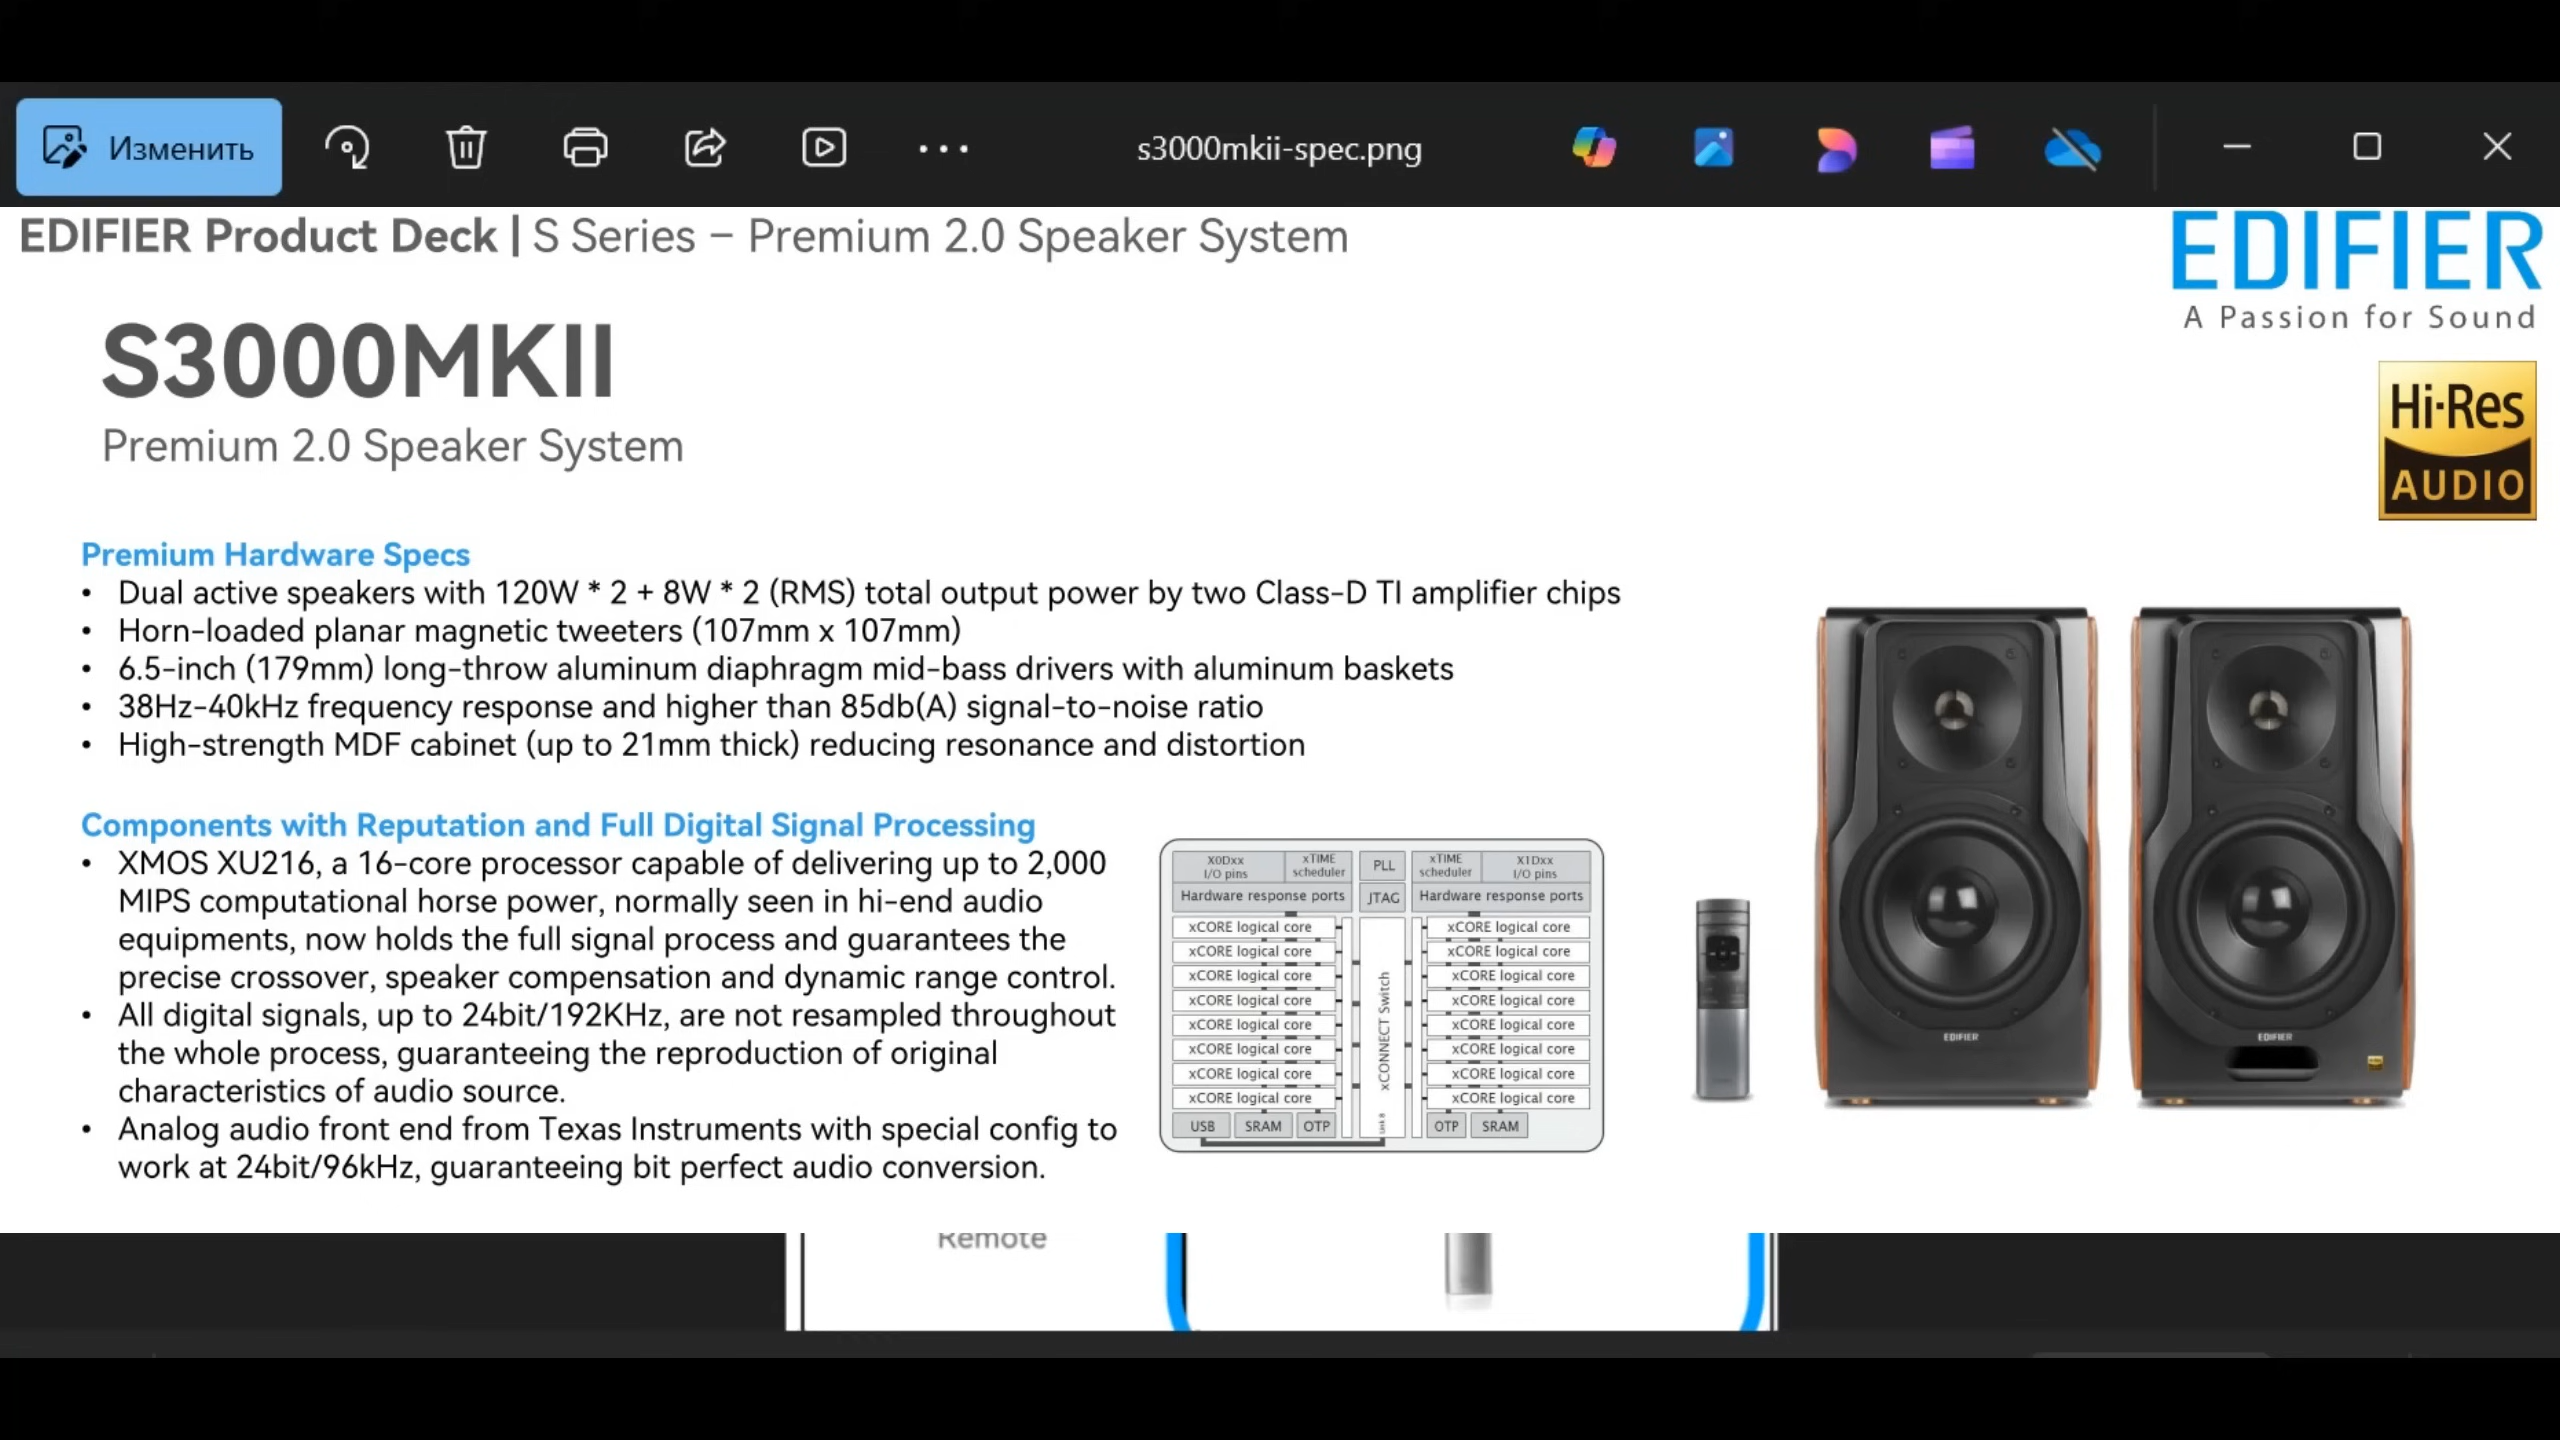 Изменить
s3000mkii-spec.png
EDIFIER Product Deck | S Series – Premium 2.0 Speaker System
EDIFIER
A Passion for Sound
S3000MKII
Premium 2.0 Speaker System
Hi-Res
AUDIO
Premium Hardware Specs
• Dual active speakers with 120W * 2 + 8W * 2 (RMS) total output power by two Class-D TI amplifier chips
• Horn-loaded planar magnetic tweeters (107mm x 107mm)
• 6.5-inch (179mm) long-throw aluminum diaphragm mid-bass drivers with aluminum baskets
• 38Hz-40kHz frequency response and higher than 85db(A) signal-to-noise ratio
• High-strength MDF cabinet (up to 21mm thick) reducing resonance and distortion
Components with Reputation and Full Digital Signal Processing
• XMOS XU216, a 16-core processor capable of delivering up to 2,000
MIPS computational horse power, normally seen in hi-end audio
equipments, now holds the full signal process and guarantees the
precise crossover, speaker compensation and dynamic range control.
• All digital signals, up to 24bit/192KHz, are not resampled throughout
the whole process, guaranteeing the reproduction of original
characteristics of audio source.
• Analog audio front end from Texas Instruments with special config to
work at 24bit/96kHz, guaranteeing bit perfect audio conversion.
X0Dxx
I/O pins
xTIME
scheduler
PLL
xTIME
scheduler
X1Dxx
I/O pins
Hardware response ports
JTAG
Hardware response ports
xCORE logical core
xCORE logical core
xCORE logical core
xCORE logical core
xCORE logical core
xCORE logical core
xCORE logical core
xCORE logical core
xCONNECT Switch
Link 8
xCORE logical core
xCORE logical core
xCORE logical core
xCORE logical core
xCORE logical core
xCORE logical core
xCORE logical core
xCORE logical core
USB
SRAM
OTP
OTP
SRAM
EDIFIER
EDIFIER
Remote